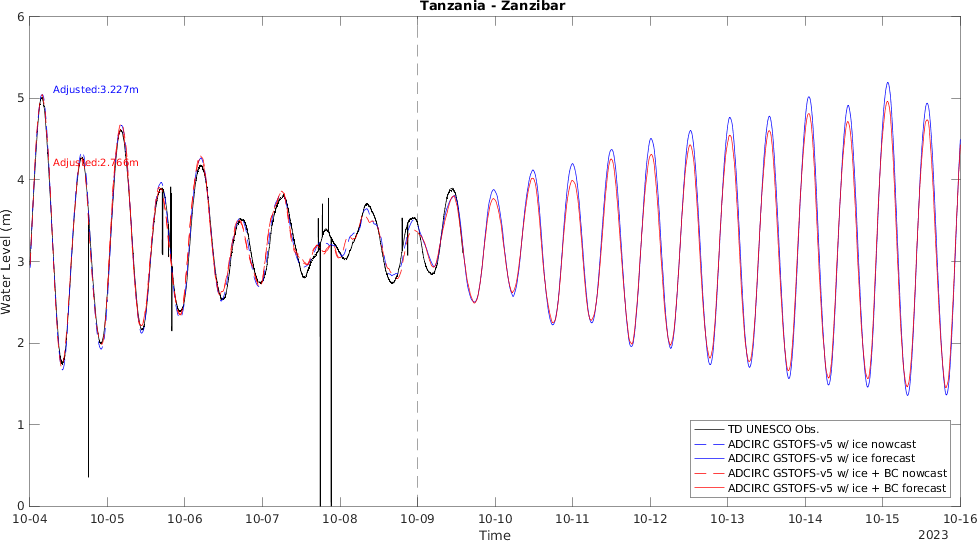 Tanzania - Zanzibar
6
5
4
3
2
1
0
Water Level (m)
Adjusted:3.227m
Adjusted:2.766m
TD UNESCO Obs.
ADCIRC GSTOFS-v5 w/ ice nowcast
ADCIRC GSTOFS-v5 w/ ice forecast
ADCIRC GSTOFS-v5 w/ ice + BC nowcast
ADCIRC GSTOFS-v5 w/ ice + BC forecast
10-04 10-05 10-06 10-07 10-08 10-09 10-10 10-11 10-12 10-13 10-14 10-15 10-16
Time
2023